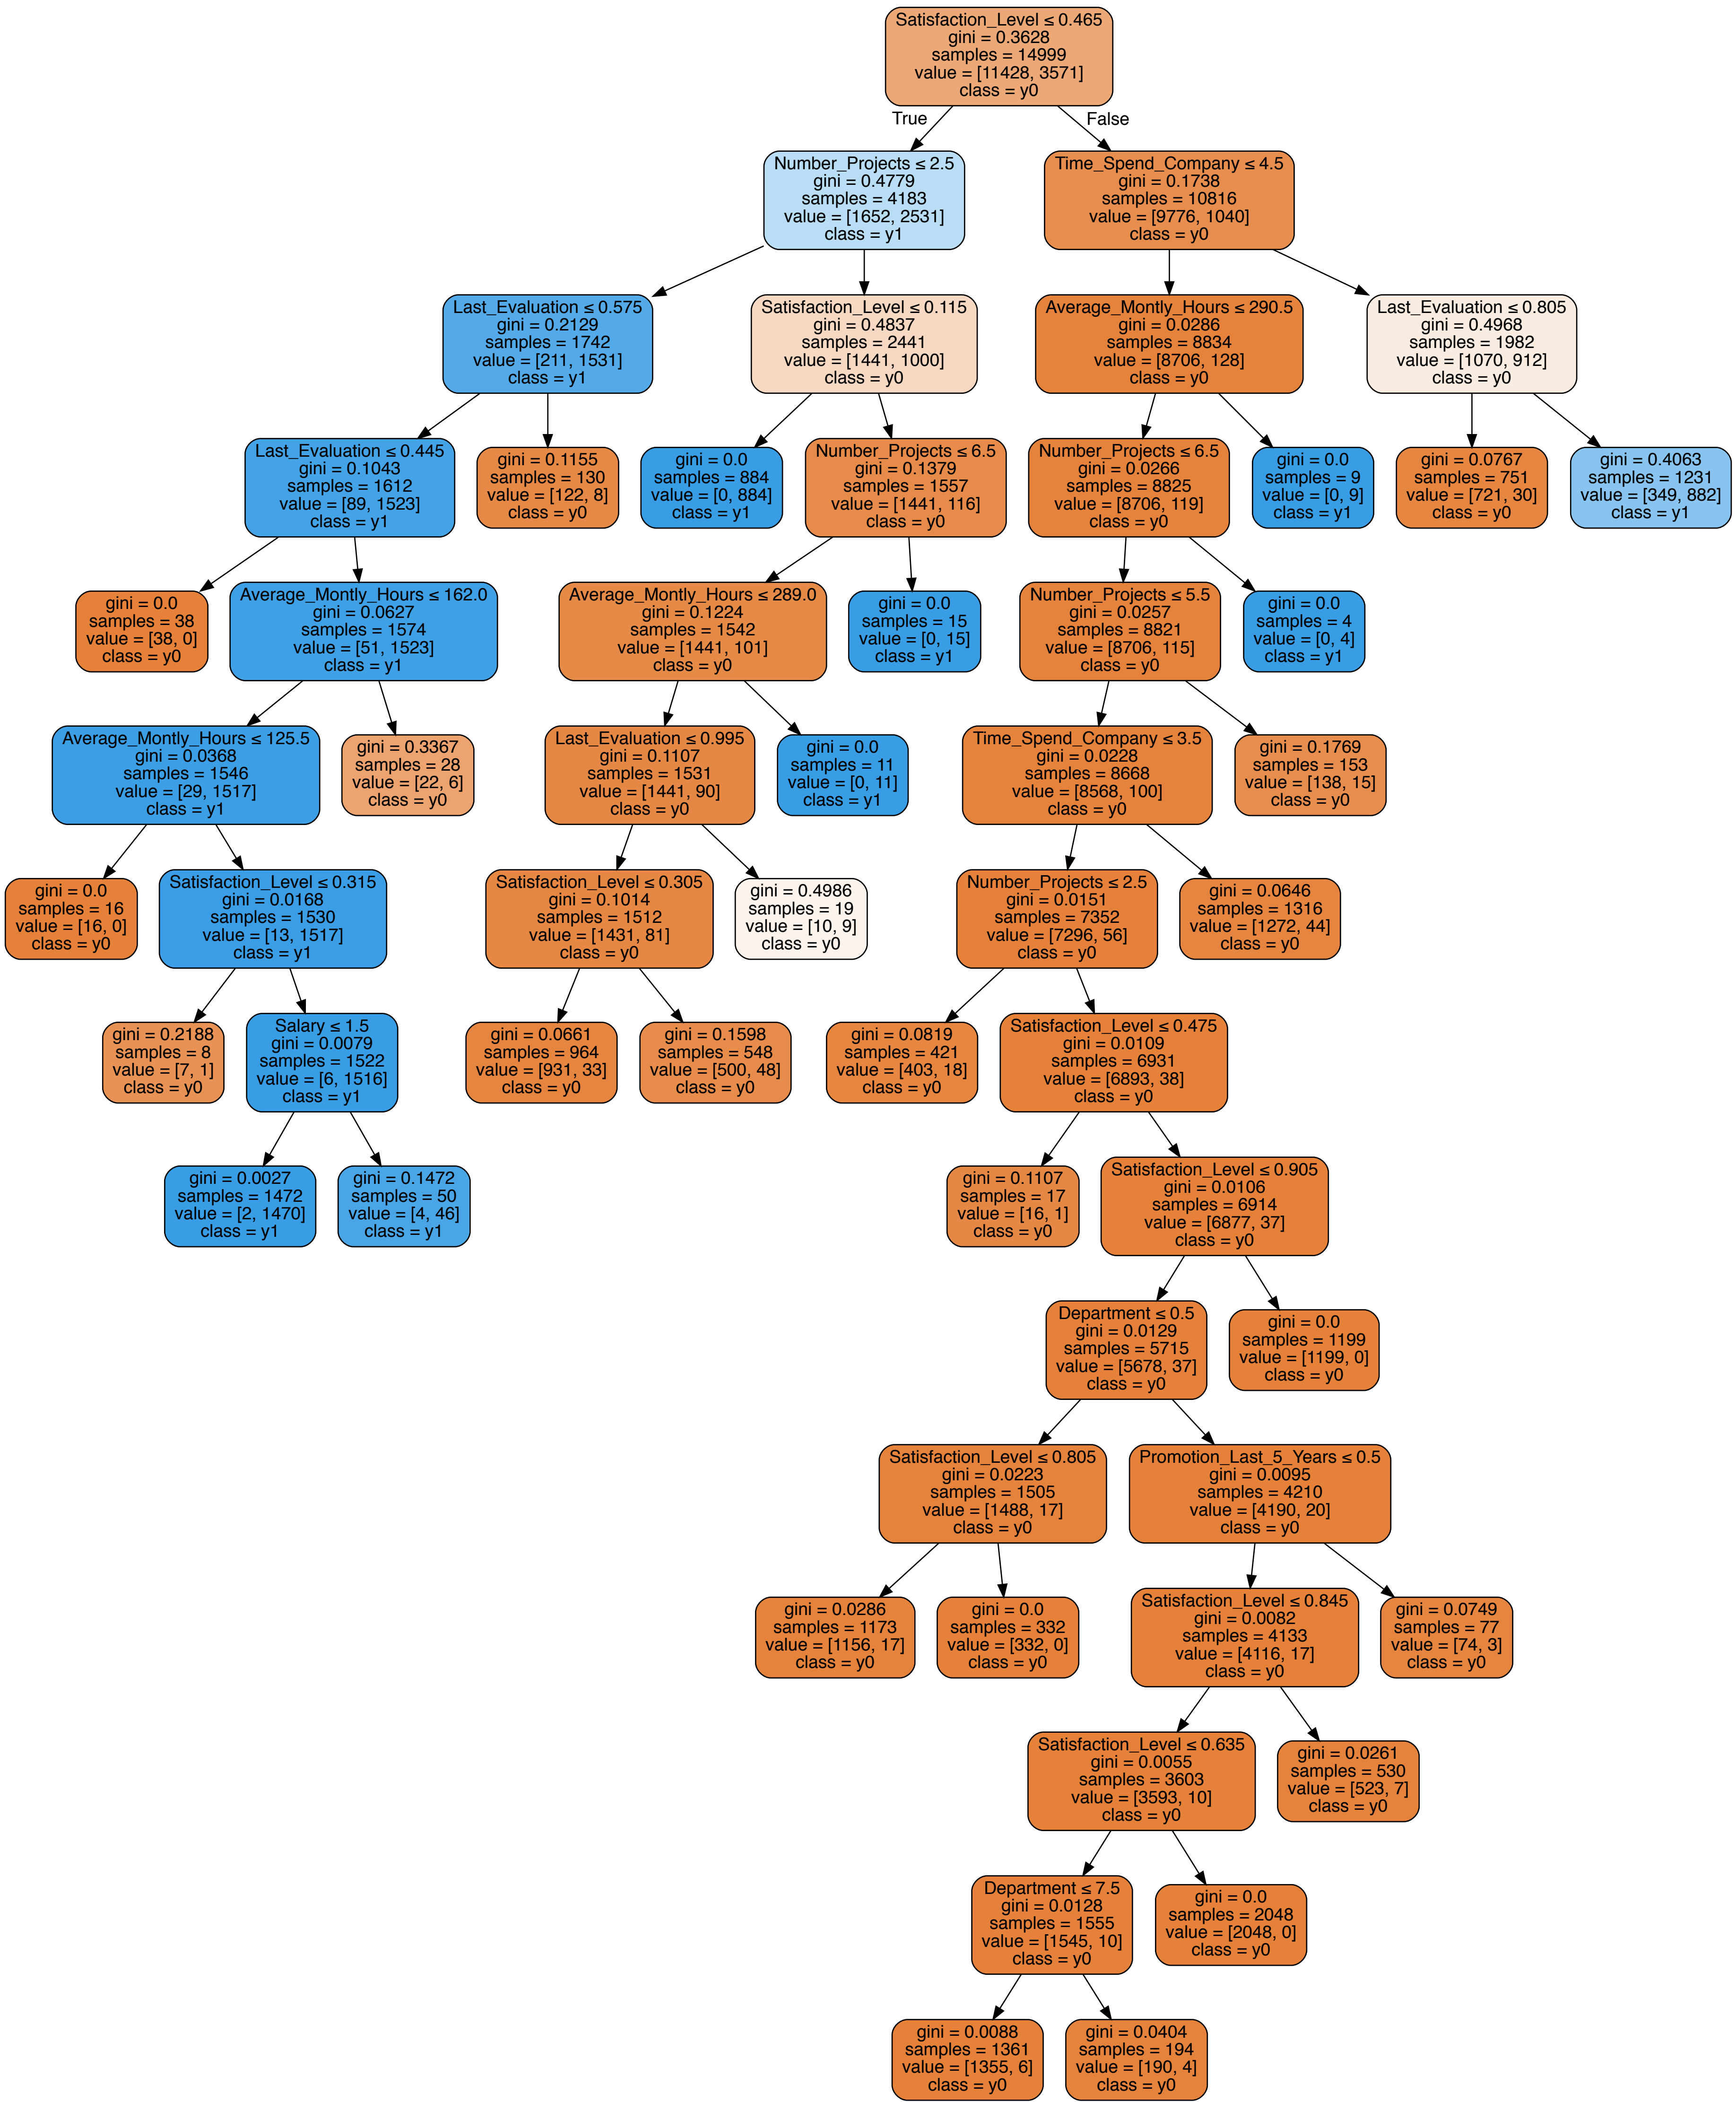 Satisfaction_Level ≤ 0.465
gini = 0.3628
samples = 14999
value = [11428, 3571]
class = y0
True
False
Number_Projects ≤ 2.5
gini = 0.4779
samples = 4183
value = [1652, 2531]
class = y1
Time_Spend_Company ≤ 4.5
gini = 0.1738
samples = 10816
value = [9776, 1040]
class = y0
Last_Evaluation ≤ 0.575
gini = 0.2129
samples = 1742
value = [211, 1531]
class = y1
Satisfaction_Level ≤ 0.115
gini = 0.4837
samples = 2441
value = [1441, 1000]
class = y0
Average_Montly_Hours ≤ 290.5
gini = 0.0286
samples = 8834
value = [8706, 128]
class = y0
Last_Evaluation ≤ 0.805
gini = 0.4968
samples = 1982
value = [1070, 912]
class = y0
Last_Evaluation ≤ 0.445
gini = 0.1043
samples = 1612
value = [89, 1523]
class = y1
gini = 0.1155
samples = 130
value = [122, 8]
class = y0
gini = 0.0
samples = 884
value = [0, 884]
class = y1
Number_Projects ≤ 6.5
gini = 0.1379
samples = 1557
value = [1441, 116]
class = y0
Number_Projects ≤ 6.5
gini = 0.0266
samples = 8825
value = [8706, 119]
class = y0
gini = 0.0
samples = 9
value = [0, 9]
class = y1
gini = 0.0767
samples = 751
value = [721, 30]
class = y0
gini = 0.4063
samples = 1231
value = [349, 882]
class = y1
gini = 0.0
samples = 38
value = [38, 0]
class = y0
Average_Montly_Hours ≤ 162.0
gini = 0.0627
samples = 1574
value = [51, 1523]
class = y1
Average_Montly_Hours ≤ 289.0
gini = 0.1224
samples = 1542
value = [1441, 101]
class = y0
gini = 0.0
samples = 15
value = [0, 15]
class = y1
Number_Projects ≤ 5.5
gini = 0.0257
samples = 8821
value = [8706, 115]
class = y0
gini = 0.0
samples = 4
value = [0, 4]
class = y1
Average_Montly_Hours ≤ 125.5
gini = 0.0368
samples = 1546
value = [29, 1517]
class = y1
gini = 0.3367
samples = 28
value = [22, 6]
class = y0
Last_Evaluation ≤ 0.995
gini = 0.1107
samples = 1531
value = [1441, 90]
class = y0
gini = 0.0
samples = 11
value = [0, 11]
class = y1
Time_Spend_Company ≤ 3.5
gini = 0.0228
samples = 8668
value = [8568, 100]
class = y0
gini = 0.1769
samples = 153
value = [138, 15]
class = y0
gini = 0.0
samples = 16
value = [16, 0]
class = y0
Satisfaction_Level ≤ 0.315
gini = 0.0168
samples = 1530
value = [13, 1517]
class = y1
Satisfaction_Level ≤ 0.305
gini = 0.1014
samples = 1512
value = [1431, 81]
class = y0
gini = 0.4986
samples = 19
value = [10, 9]
class = y0
Number_Projects ≤ 2.5
gini = 0.0151
samples = 7352
value = [7296, 56]
class = y0
gini = 0.0646
samples = 1316
value = [1272, 44]
class = y0
gini = 0.2188
samples = 8
value = [7, 1]
class = y0
Salary ≤ 1.5
gini = 0.0079
samples = 1522
value = [6, 1516]
class = y1
gini = 0.0661
samples = 964
value = [931, 33]
class = y0
gini = 0.1598
samples = 548
value = [500, 48]
class = y0
gini = 0.0819
samples = 421
value = [403, 18]
class = y0
Satisfaction_Level ≤ 0.475
gini = 0.0109
samples = 6931
value = [6893, 38]
class = y0
gini = 0.0027
samples = 1472
value = [2, 1470]
class = y1
gini = 0.1472
samples = 50
value = [4, 46]
class = y1
gini = 0.1107
samples = 17
value = [16, 1]
class = y0
Satisfaction_Level ≤ 0.905
gini = 0.0106
samples = 6914
value = [6877, 37]
class = y0
Department ≤ 0.5
gini = 0.0129
samples = 5715
value = [5678, 37]
class = y0
gini = 0.0
samples = 1199
value = [1199, 0]
class = y0
Satisfaction_Level ≤ 0.805
gini = 0.0223
samples = 1505
value = [1488, 17]
class = y0
Promotion_Last_5_Years ≤ 0.5
gini = 0.0095
samples = 4210
value = [4190, 20]
class = y0
gini = 0.0286
samples = 1173
value = [1156, 17]
class = y0
gini = 0.0
samples = 332
value = [332, 0]
class = y0
Satisfaction_Level ≤ 0.845
gini = 0.0082
samples = 4133
value = [4116, 17]
class = y0
gini = 0.0749
samples = 77
value = [74, 3]
class = y0
Satisfaction_Level ≤ 0.635
gini = 0.0055
samples = 3603
value = [3593, 10]
class = y0
gini = 0.0261
samples = 530
value = [523, 7]
class = y0
Department ≤ 7.5
gini = 0.0128
samples = 1555
value = [1545, 10]
class = y0
gini = 0.0
samples = 2048
value = [2048, 0]
class = y0
gini = 0.0088
samples = 1361
value = [1355, 6]
class = y0
gini = 0.0404
samples = 194
value = [190, 4]
class = y0